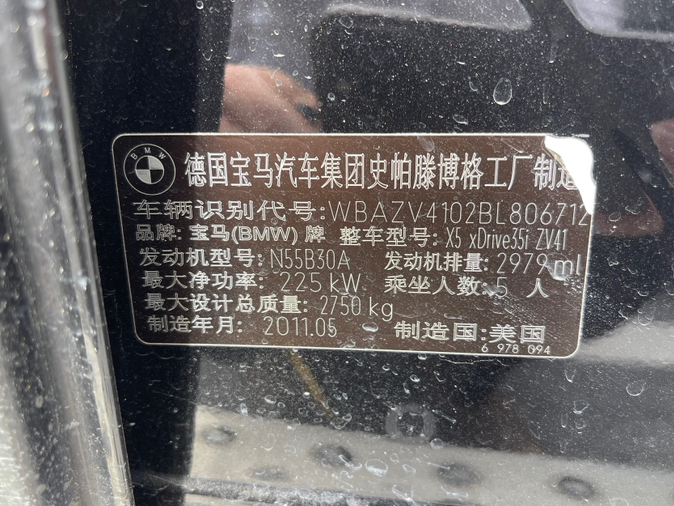 BMW
德国宝马汽车集团史帕滕博格工厂制造
车辆识别代号:WBAZV4102BL806712
品牌: 宝马(BMW) 牌 整车型号: X5 xDrive35i ZV41
发动机型号: N55B30A 发动机排量: 2979ml
最大净功率: 225 kW 乘坐人数: 5 人
最大设计总质量: 2750 kg
制造年月: 2011.05 制造国: 美国
6 978 094